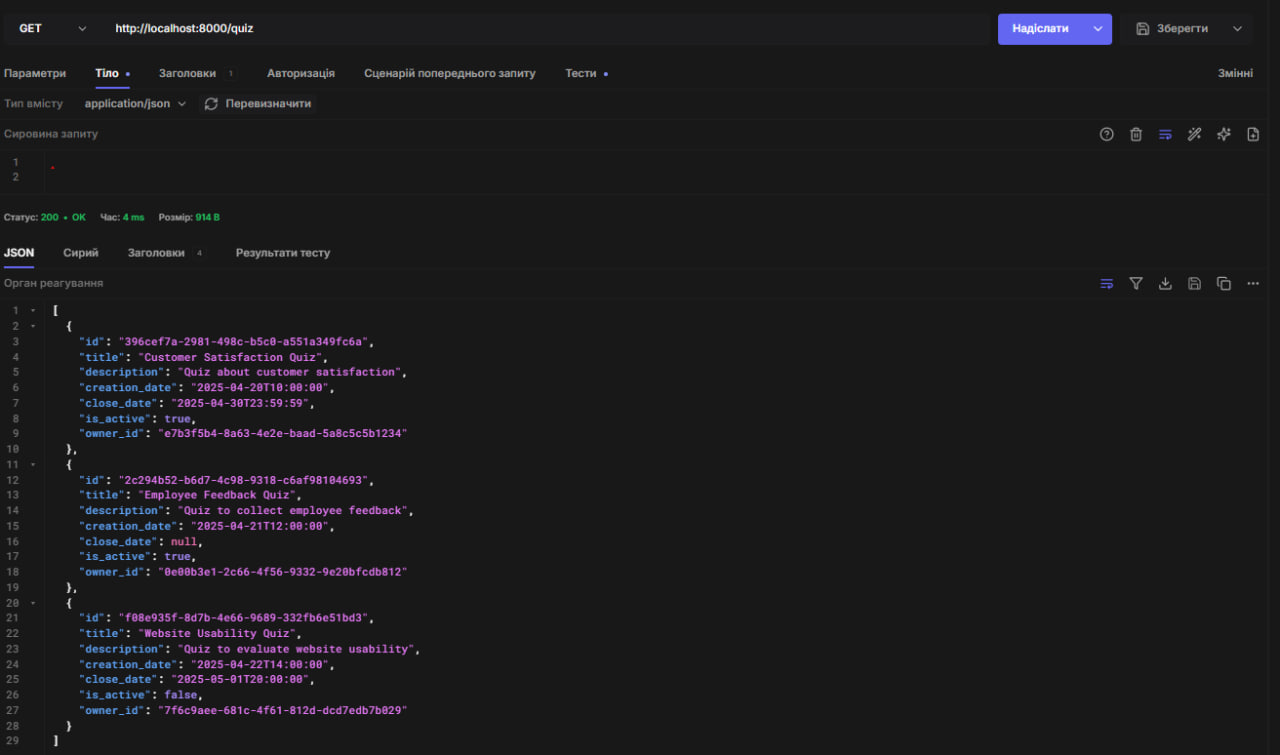 GET http://localhost:8000/quiz Надіслати Зберегти
Параметри Тіло • Заголовки 1 Авторизація Сценарій попереднього запиту Тести • Змінні
Тип вмісту application/json Перевизначити
Сировина запиту
1
2
Статус: 200 • OK Час: 4 ms Розмір: 914 B
JSON Сирий Заголовки 4 Результати тесту
Орган реагування
1 [
2 {
3 "id": "396cef7a-2981-498c-b5c0-a551a349fc6a",
4 "title": "Customer Satisfaction Quiz",
5 "description": "Quiz about customer satisfaction",
6 "creation_date": "2025-04-20T10:00:00",
7 "close_date": "2025-04-30T23:59:59",
8 "is_active": true,
9 "owner_id": "e7b3f5b4-8a63-4e2e-baad-5a8c5c5b1234"
10 },
11 {
12 "id": "2c294b52-b6d7-4c98-9318-c6af98104693",
13 "title": "Employee Feedback Quiz",
14 "description": "Quiz to collect employee feedback",
15 "creation_date": "2025-04-21T12:00:00",
16 "close_date": null,
17 "is_active": true,
18 "owner_id": "0e00b3e1-2c66-4f56-9332-9e20bfcdb812"
19 },
20 {
21 "id": "f08e935f-8d7b-4e66-9689-332fb6e51bd3",
22 "title": "Website Usability Quiz",
23 "description": "Quiz to evaluate website usability",
24 "creation_date": "2025-04-22T14:00:00",
25 "close_date": "2025-05-01T20:00:00",
26 "is_active": false,
27 "owner_id": "7f6c9aee-681c-4f61-812d-dcd7edb7b029"
28 }
29 ]